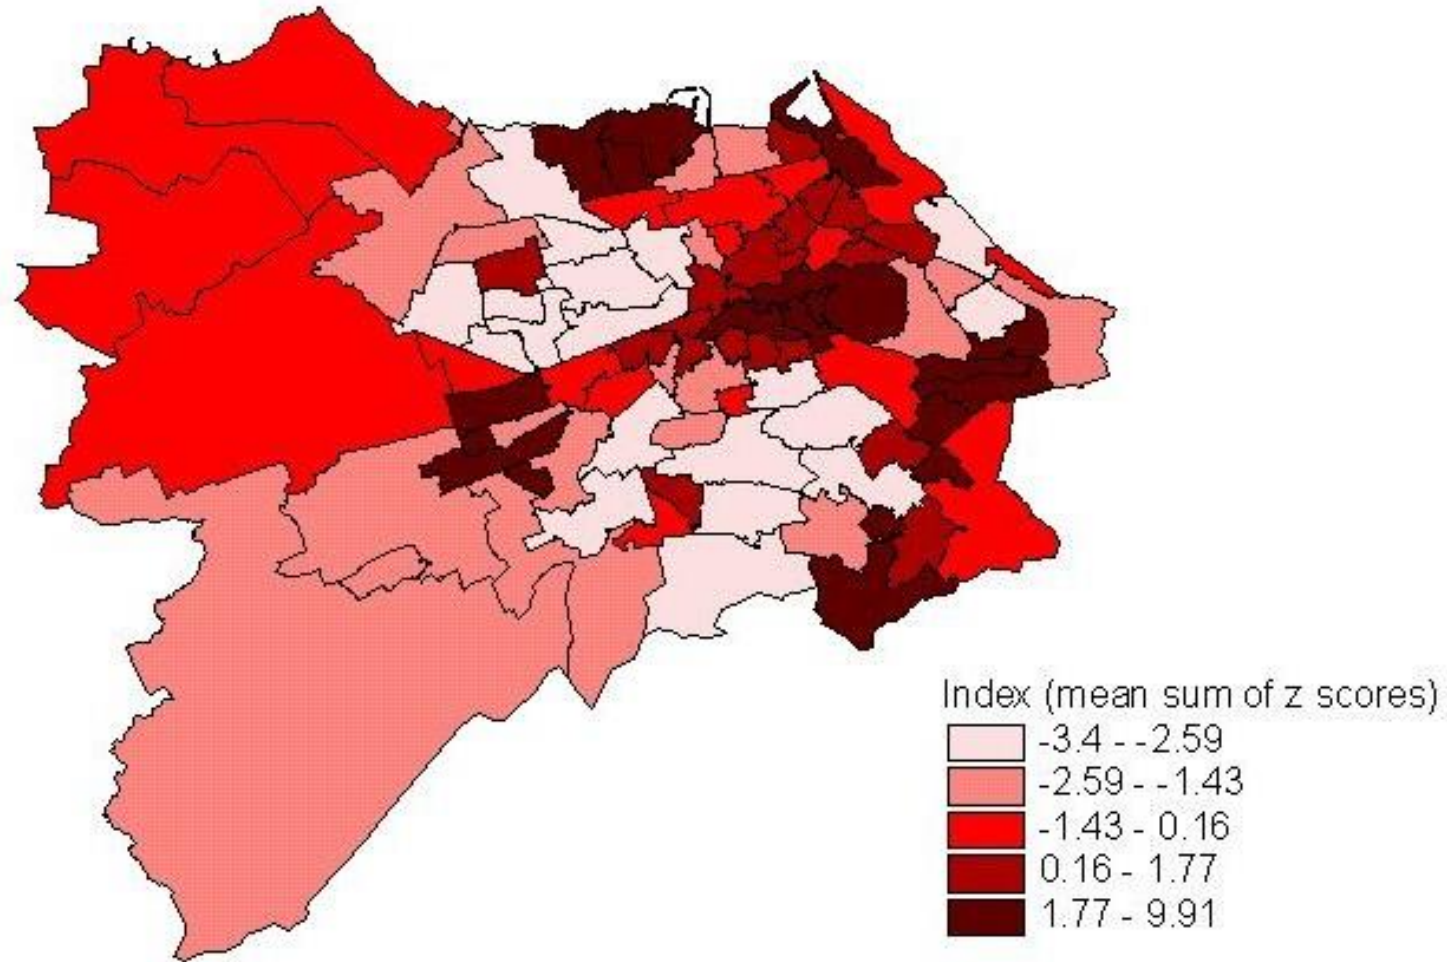 Index (mean sum of z scores)
-3.4 - -2.59
-2.59 - -1.43
-1.43 - 0.16
0.16 - 1.77
1.77 - 9.91